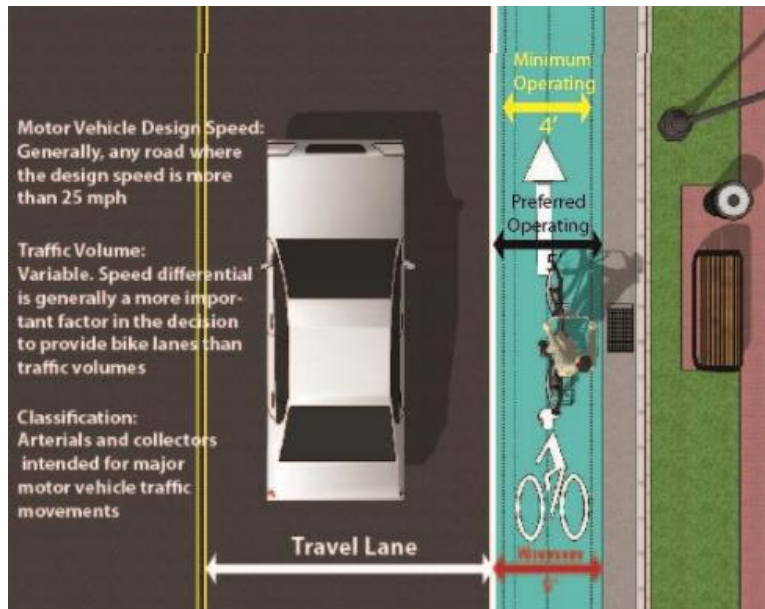 Minimum
Operating
4'
Motor Vehicle Design Speed:
Generally, any road where
the design speed is more
than 25 mph
Preferred
Operating
5'
Traffic Volume:
Variable. Speed differential
is generally a more impor-
tant factor in the decision
to provide bike lanes than
traffic volumes
Classification:
Arterials and collectors
intended for major
motor vehicle traffic
movements
Travel Lane